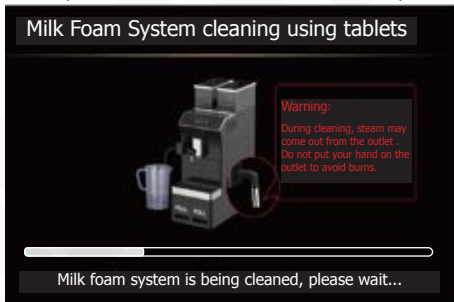 Milk Foam System cleaning using tablets
Warning:
During cleaning, steam may
come out from the outlet .
Do not put your hand on the
outlet to avoid burns.
Milk foam system is being cleaned, please wait...